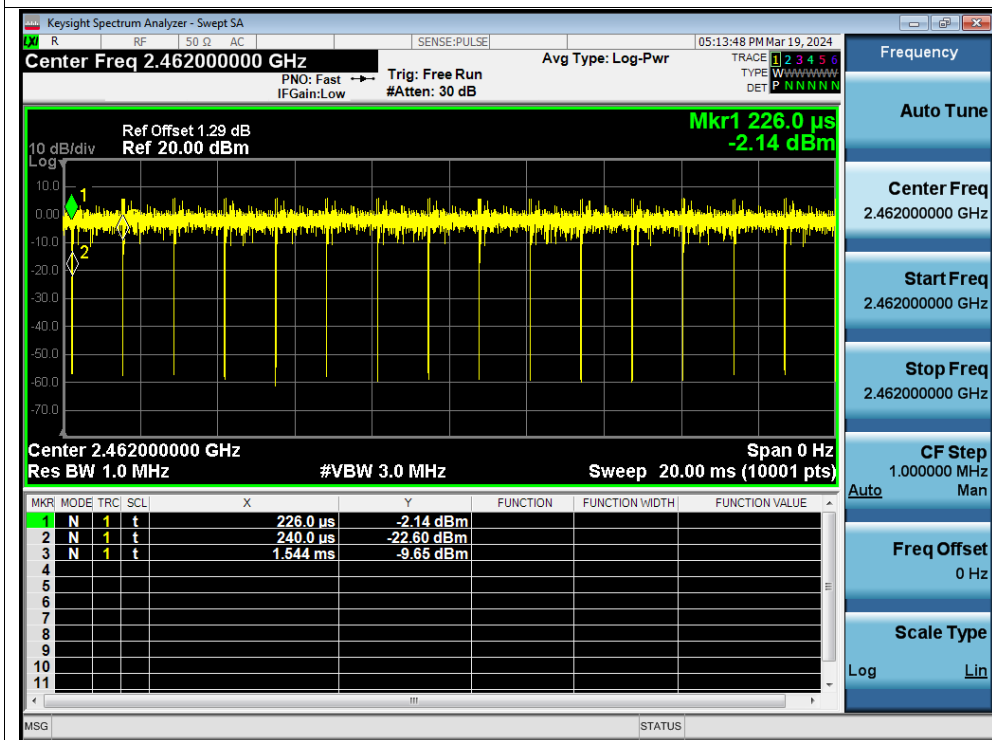 Keysight Spectrum Analyzer - Swept SA
LXI R RF 50 Ω AC SENSE:PULSE 05:13:48 PM Mar 19, 2024
Center Freq 2.462000000 GHz
PNO: Fast
IFGain:Low
Trig: Free Run
#Atten: 30 dB
Avg Type: Log-Pwr
TRACE 1 2 3 4 5 6
TYPE W W W W W W
DET P N N N N N
Ref Offset 1.29 dB
10 dB/div Ref 20.00 dBm
Log
Mkr1 226.0 µs
-2.14 dBm
10.0
0.00
-10.0
-20.0
-30.0
-40.0
-50.0
-60.0
-70.0
1
2
Center 2.462000000 GHz Span 0 Hz
Res BW 1.0 MHz #VBW 3.0 MHz Sweep 20.00 ms (10001 pts)
MKR MODE TRC SCL X Y FUNCTION FUNCTION WIDTH FUNCTION VALUE
1 N 1 t 226.0 µs -2.14 dBm
2 N 1 t 240.0 µs -22.60 dBm
3 N 1 t 1.544 ms -9.65 dBm
4
5
6
7
8
9
10
11
MSG STATUS
Frequency
Auto Tune
Center Freq
2.462000000 GHz
Start Freq
2.462000000 GHz
Stop Freq
2.462000000 GHz
CF Step
1.000000 MHz
Auto Man
Freq Offset
0 Hz
Scale Type
Log Lin